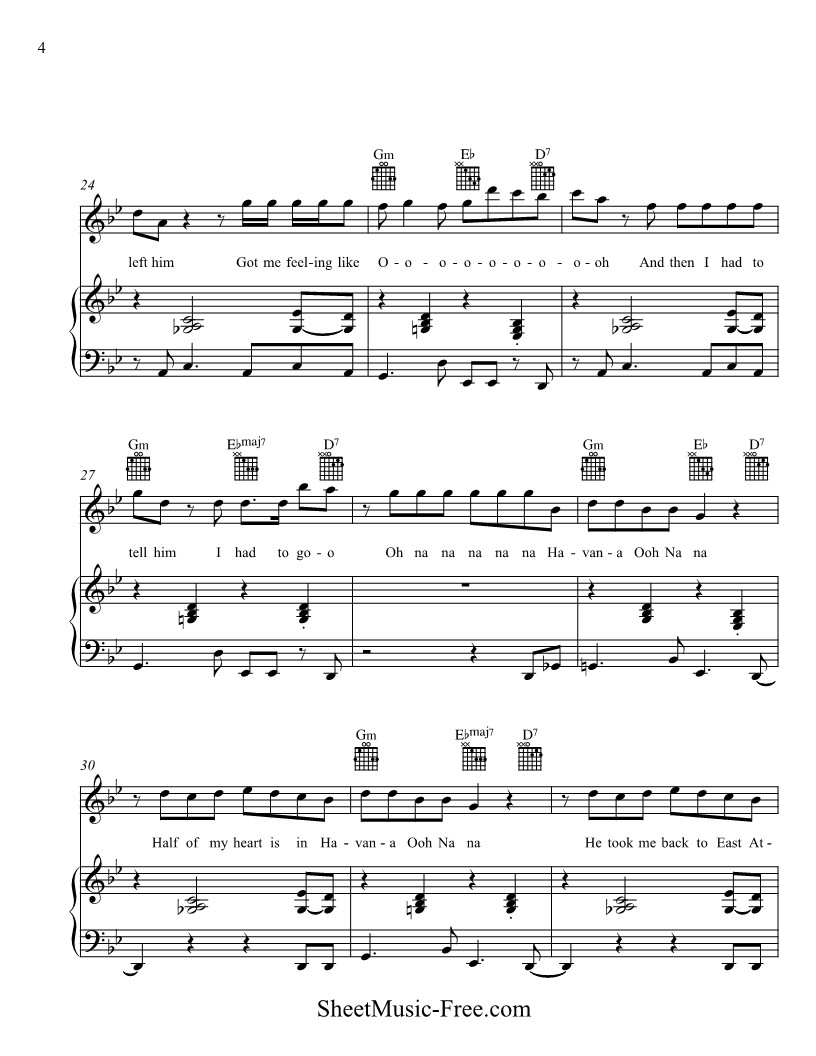 4
Gm E♭ D7
24
left him Got me feel-ing like O - o - o - o - o - o - o - o - oh And then I had to
Gm E♭maj7 D7 Gm E♭ D7
27
tell him I had to go - o Oh na na na na na Ha - van - a Ooh Na na
Gm E♭maj7 D7
30
Half of my heart is in Ha - van - a Ooh Na na He took me back to East At -
SheetMusic-Free.com